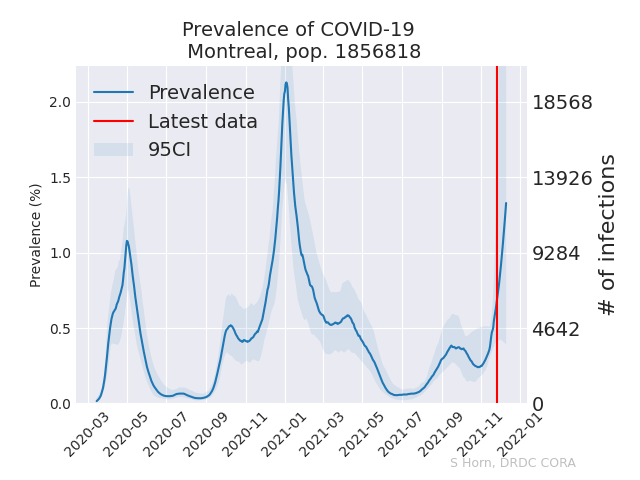 Prevalence of COVID-19
Montreal, pop. 1856818
Prevalence
Latest data
95CI
Prevalence (%)
2.0
1.5
1.0
0.5
0.0
18568
13926
9284
4642
0
# of infections
2020-03
2020-05
2020-07
2020-09
2020-11
2021-01
2021-03
2021-05
2021-07
2021-09
2021-11
2022-01
S Horn, DRDC CORA